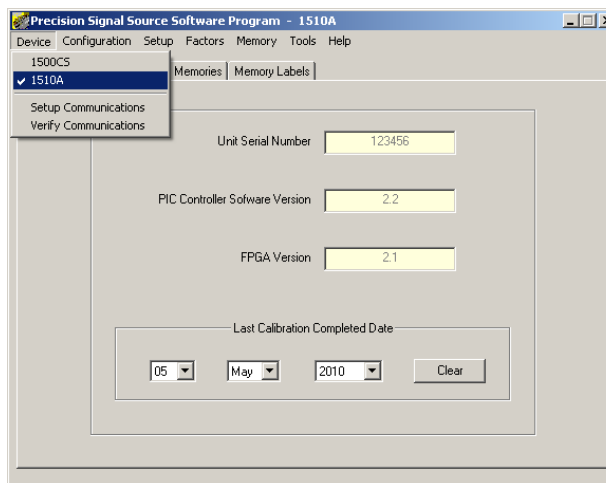 Precision Signal Source Software Program - 1510A
Device Configuration Setup Factors Memory Tools Help
1500CS
1510A
Setup Communications
Verify Communications
Memories Memory Labels
Unit Serial Number 123456
PIC Controller Sofware Version 2.2
FPGA Version 2.1
Last Calibration Completed Date
05 May 2010 Clear